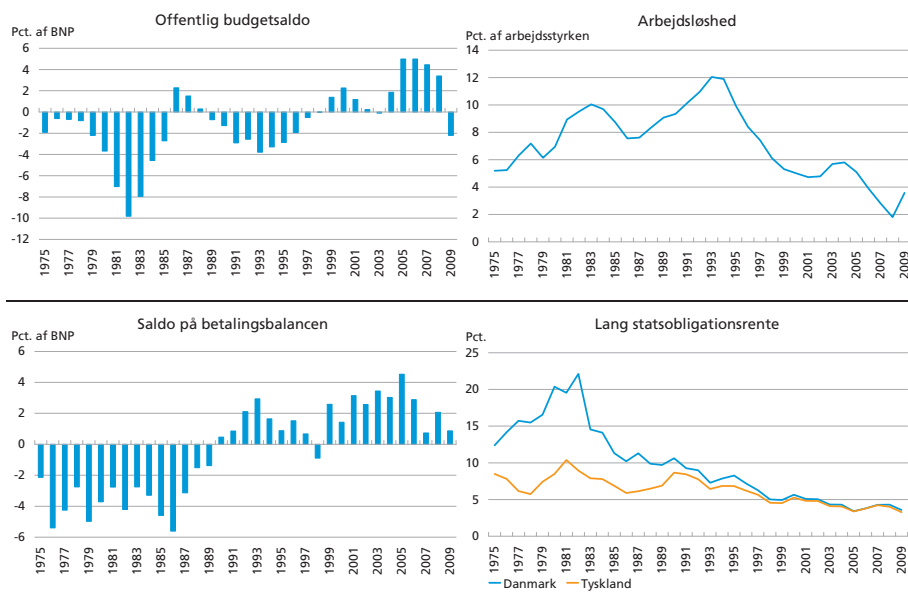 Offentlig budgetsaldo
Pct. af BNP
6
4
2
0
-2
-4
-6
-8
-10
-12
1975 1977 1979 1981 1983 1985 1987 1989 1991 1993 1995 1997 1999 2001 2003 2005 2007 2009
Arbejdsløshed
Pct. af arbejdsstyrken
14
12
10
8
6
4
2
0
1975 1977 1979 1981 1983 1985 1987 1989 1991 1993 1995 1997 1999 2001 2003 2005 2007 2009
Saldo på betalingsbalancen
Pct. af BNP
6
4
2
0
-2
-4
-6
1975 1977 1979 1981 1983 1985 1987 1989 1991 1993 1995 1997 1999 2001 2003 2005 2007 2009
Lang statsobligationsrente
Pct.
25
20
15
10
5
0
1975 1977 1979 1981 1983 1985 1987 1989 1991 1993 1995 1997 1999 2001 2003 2005 2007 2009
Danmark Tyskland